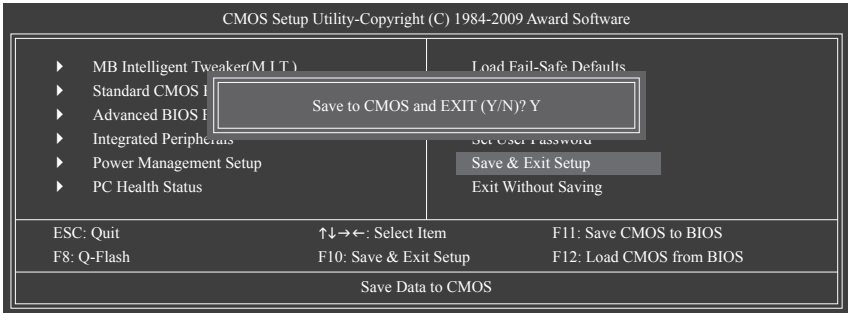 CMOS Setup Utility-Copyright (C) 1984-2009 Award Software
MB Intelligent Tweaker(M.I.T.)
Standard CMOS
Advanced BIOS
Integrated Peripherals
Power Management Setup
PC Health Status
Load Fail-Safe Defaults
Set User Password
Save & Exit Setup
Exit Without Saving
Save to CMOS and EXIT (Y/N)? Y
ESC: Quit ↑↓→←: Select Item F11: Save CMOS to BIOS
F8: Q-Flash F10: Save & Exit Setup F12: Load CMOS from BIOS
Save Data to CMOS